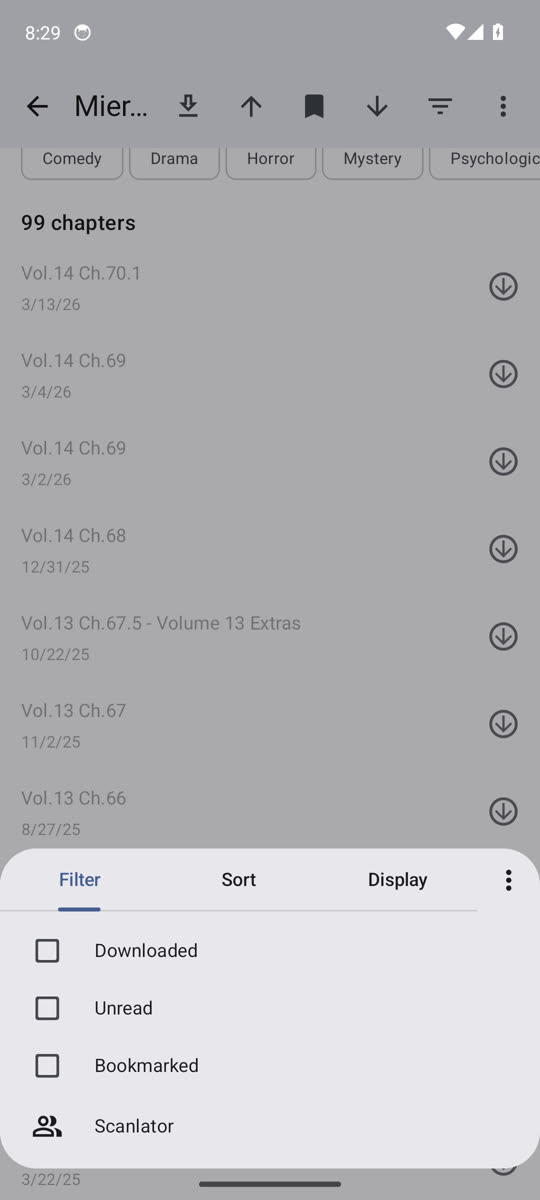 8:29
Mier...
Comedy Drama Horror Mystery Psychologic
99 chapters
Vol.14 Ch.70.1
3/13/26
Vol.14 Ch.69
3/4/26
Vol.14 Ch.69
3/2/26
Vol.14 Ch.68
12/31/25
Vol.13 Ch.67.5 - Volume 13 Extras
10/22/25
Vol.13 Ch.67
11/2/25
Vol.13 Ch.66
8/27/25
Filter Sort Display
Downloaded
Unread
Bookmarked
Scanlator
3/22/25